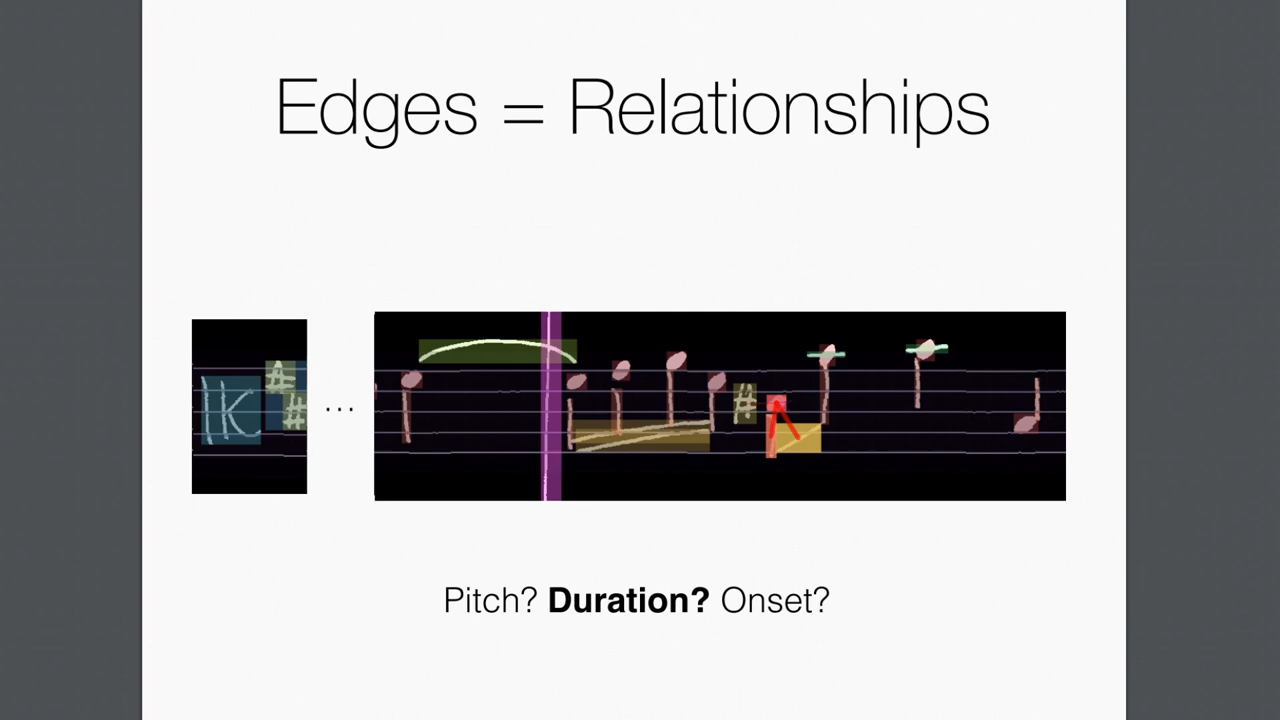 Edges = Relationships
...
Pitch? Duration? Onset?